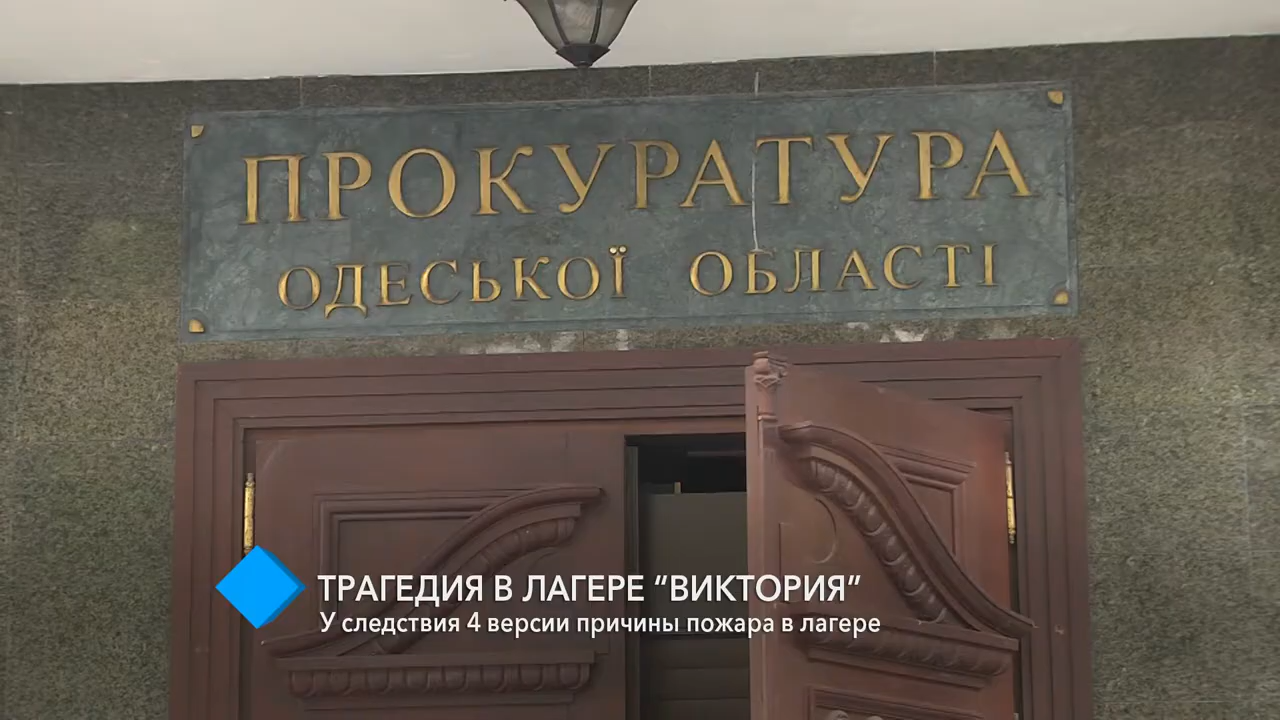 ПРОКУРАТУРА
ОДЕСЬКОЇ ОБЛАСТІ
ТРАГЕДИЯ В ЛАГЕРЕ “ВИКТОРИЯ”
У следствия 4 версии причины пожара в лагере